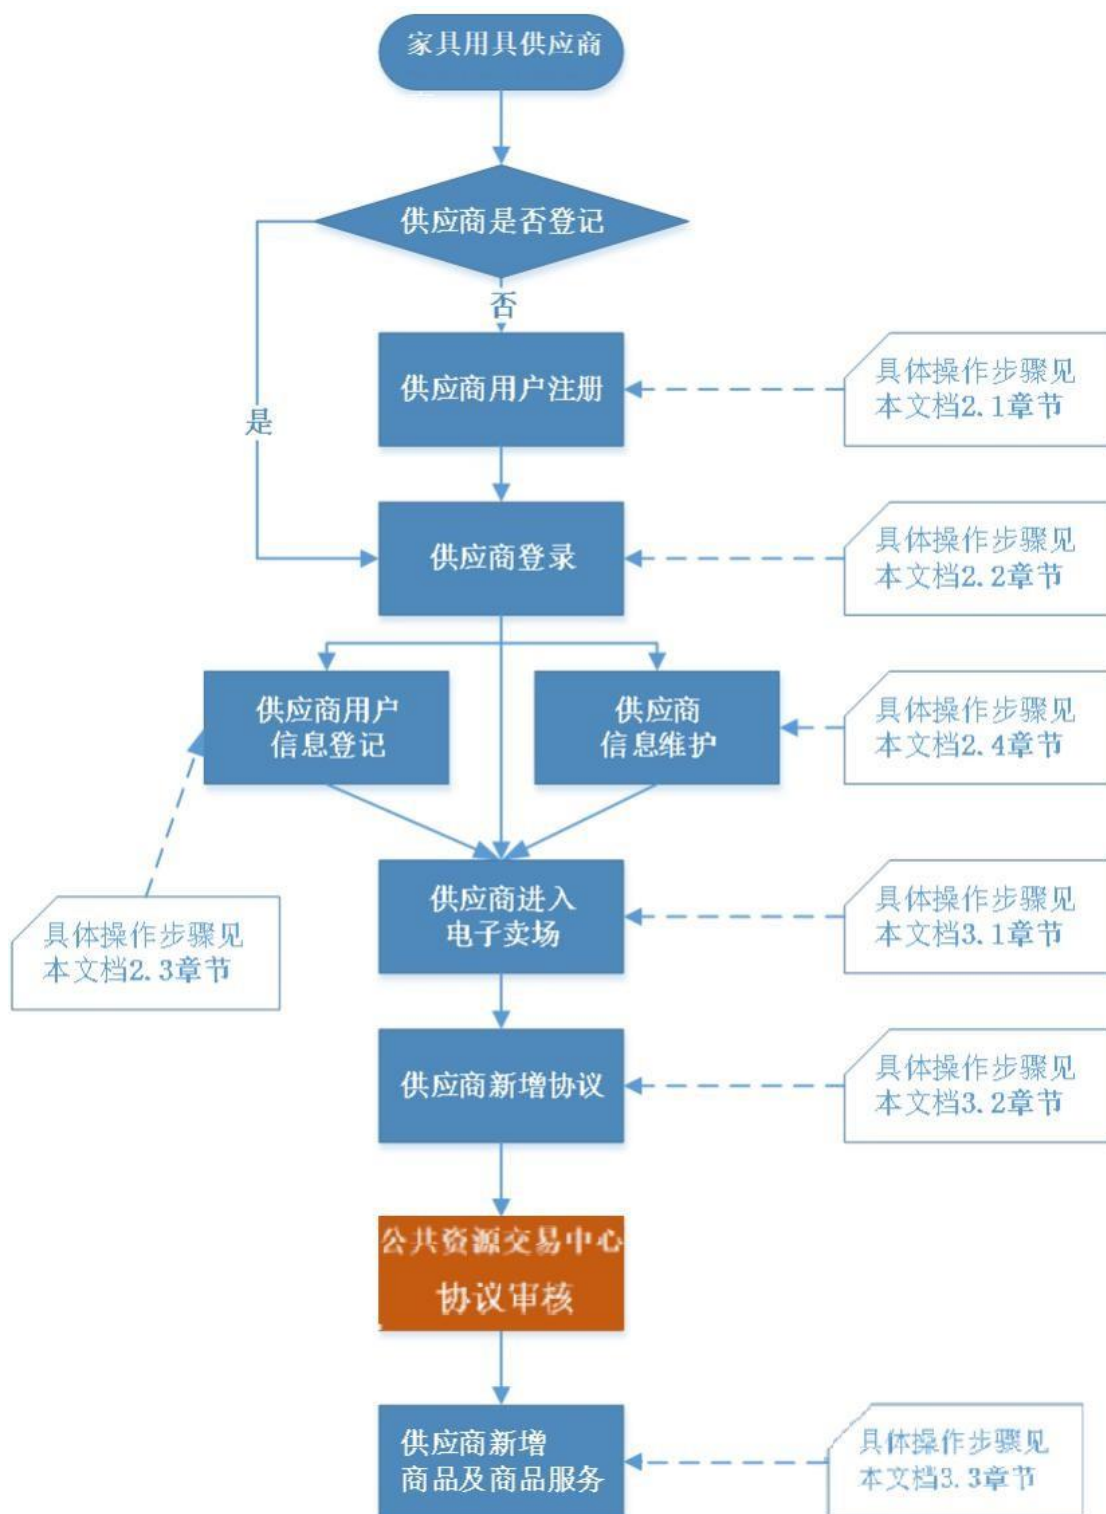 家具用具供应商
供应商是否登记
否
是
供应商用户注册
具体操作步骤见
本文档2.1章节
供应商登录
具体操作步骤见
本文档2.2章节
供应商用户
信息登记
供应商
信息维护
具体操作步骤见
本文档2.4章节
具体操作步骤见
本文档2.3章节
供应商进入
电子卖场
具体操作步骤见
本文档3.1章节
供应商新增协议
具体操作步骤见
本文档3.2章节
公共资源交易中心
协议审核
供应商新增
商品及商品服务
具体操作步骤见
本文档3.3章节